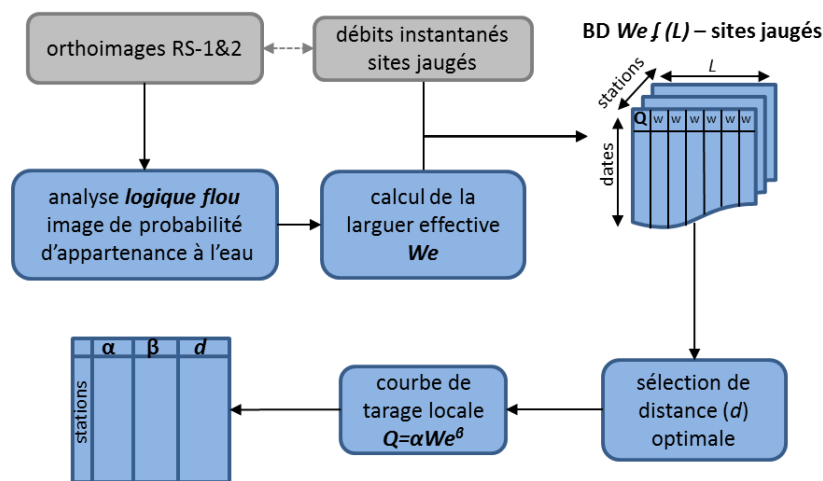 orthoimages RS-1&2
débits instantanés
sites jaugés
BD We ʄ (L) – sites jaugés
stations
L
Q w w w w w w
dates
analyse logique flou
image de probabilité
d’appartenance à l’eau
calcul de la
larguer effective
We
α β d
stations
courbe de
tarage locale
Q=αWeᵝ
sélection de
distance (d)
optimale